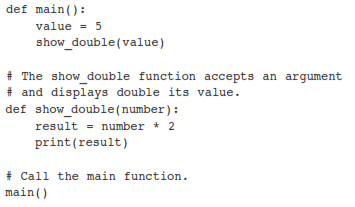 def main():
    value = 5
    show_double(value)

# The show_double function accepts an argument
# and displays double its value.
def show_double(number):
    result = number * 2
    print(result)

# Call the main function.
main()